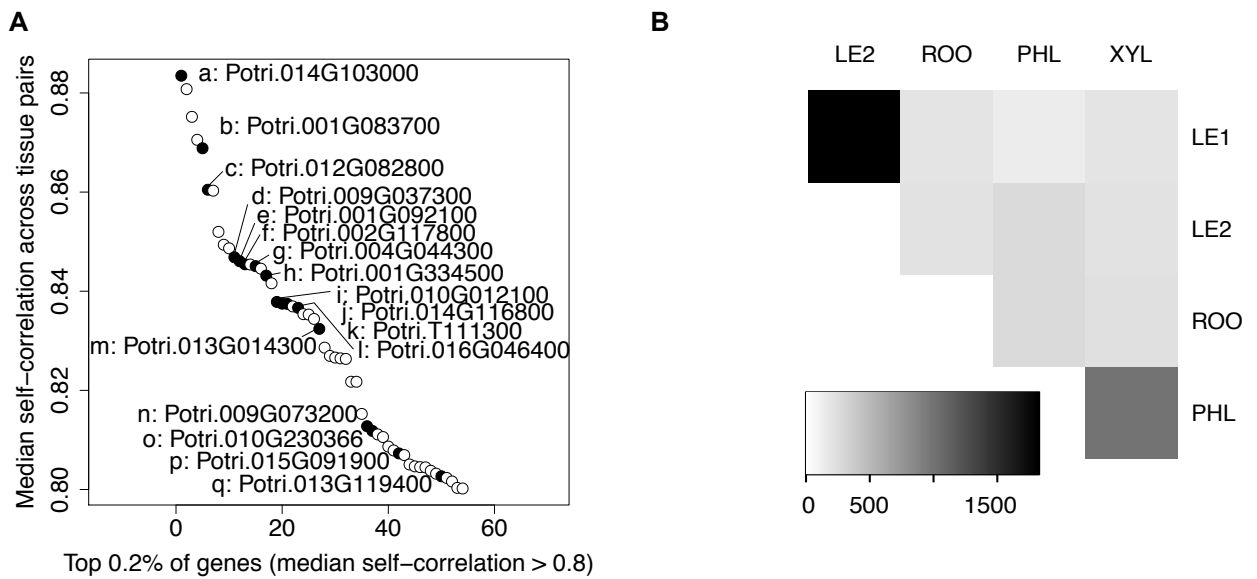 A
B
Median self−correlation across tissue pairs
0.88
0.86
0.84
0.82
0.80
a: Potri.014G103000
b: Potri.001G083700
c: Potri.012G082800
d: Potri.009G037300
e: Potri.001G092100
f: Potri.002G117800
g: Potri.004G044300
h: Potri.001G334500
i: Potri.010G012100
j: Potri.014G116800
k: Potri.T111300
l: Potri.016G046400
m: Potri.013G014300
n: Potri.009G073200
o: Potri.010G230366
p: Potri.015G091900
q: Potri.013G119400
0 20 40 60
Top 0.2% of genes (median self−correlation > 0.8)
LE2 ROO PHL XYL
LE1
LE2
ROO
PHL
0 500 1500